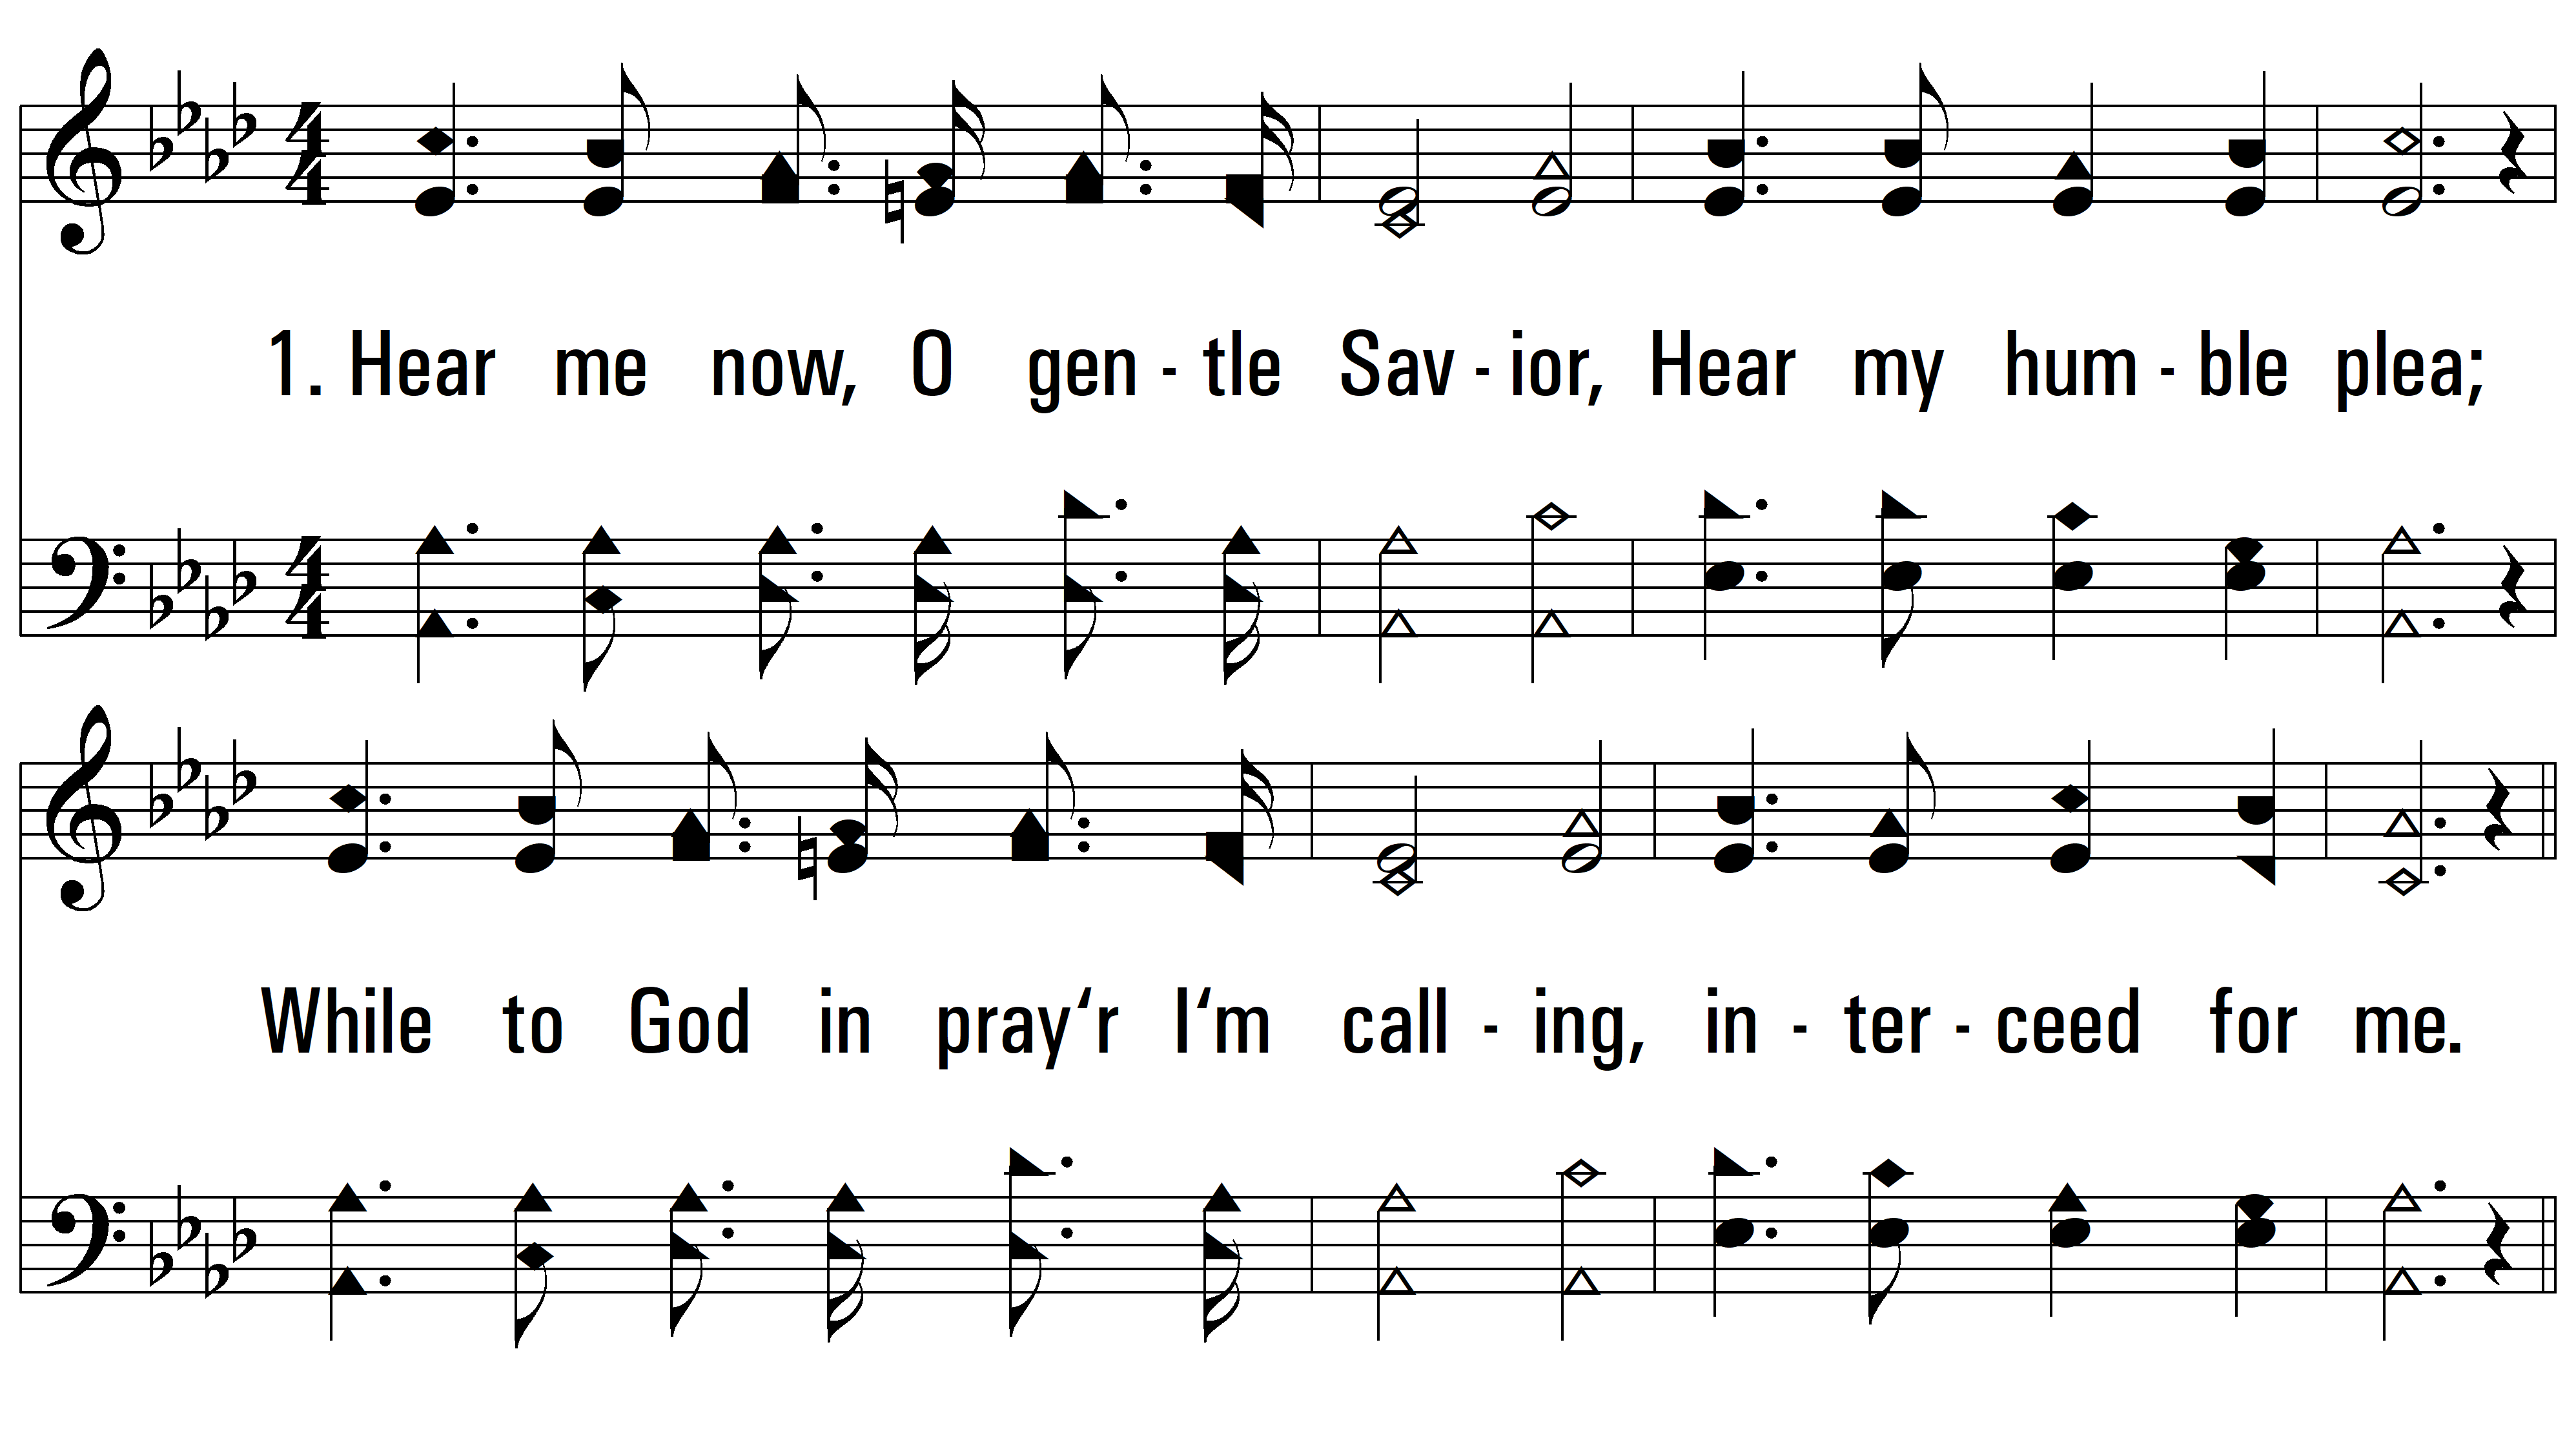 1. Hear me now, O gen - tle Sav - ior, Hear my hum - ble plea;
While to God in pray‘r I‘m call - ing, in - ter - ceed for me.